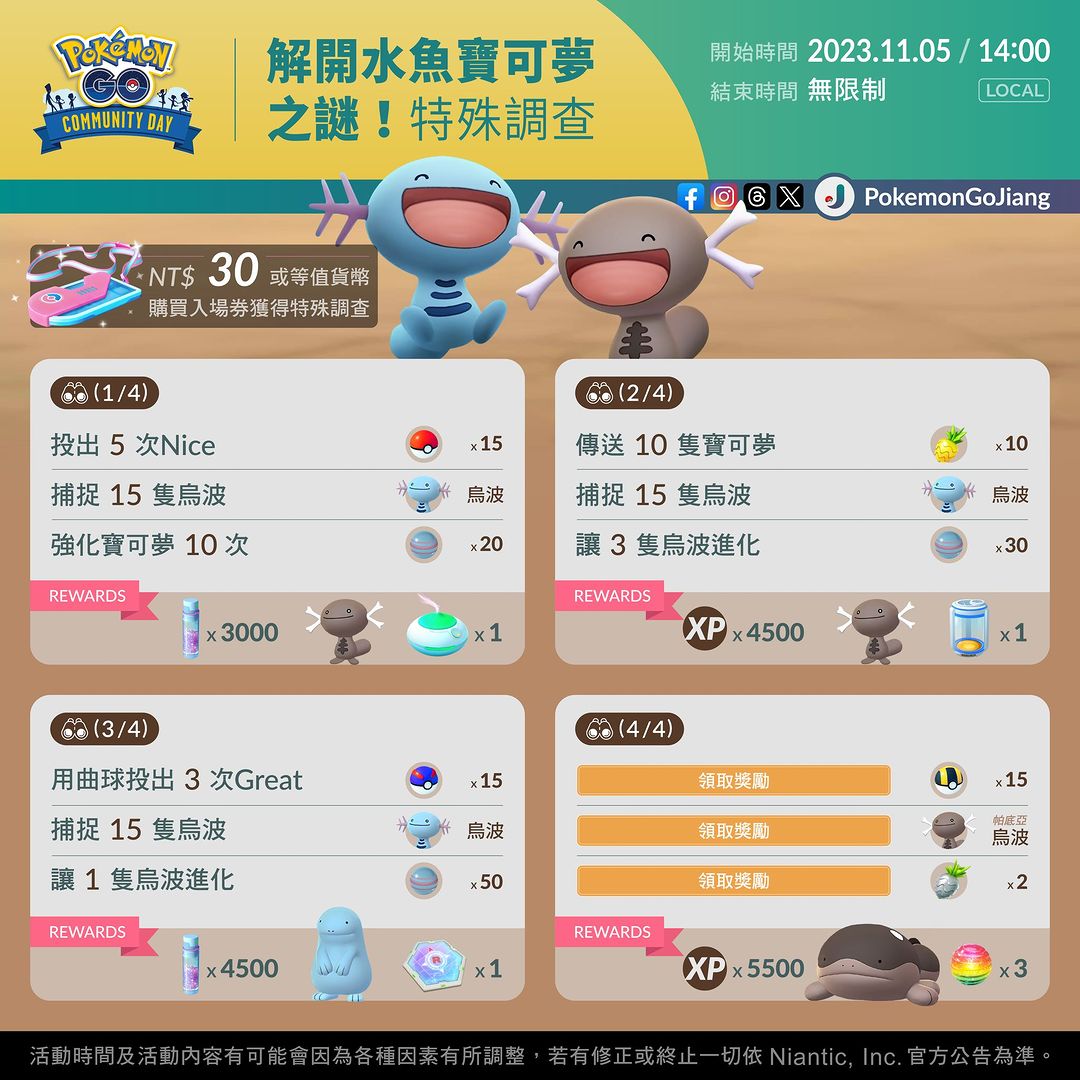 Pokémon
GO
COMMUNITY DAY
解開水魚寶可夢
之謎！特殊調查
開始時間 2023.11.05 / 14:00
結束時間 無限制 LOCAL
PokemonGoJiang
NT$ 30 或等值貨幣
購買入場券獲得特殊調查
(1/4)
投出 5 次Nice x15
捕捉 15 隻烏波 烏波
強化寶可夢 10 次 x20
REWARDS
x3000 x1
(2/4)
傳送 10 隻寶可夢 x10
捕捉 15 隻烏波 烏波
讓 3 隻烏波進化 x30
REWARDS
XP x4500 x1
(3/4)
用曲球投出 3 次Great x15
捕捉 15 隻烏波 烏波
讓 1 隻烏波進化 x50
REWARDS
x4500 R x1
(4/4)
領取獎勵 x15
領取獎勵 帕底亞
烏波
領取獎勵 x2
REWARDS
XP x5500 x3
活動時間及活動內容有可能會因為各種因素有所調整，若有修正或終止一切依 Niantic, Inc. 官方公告為準。